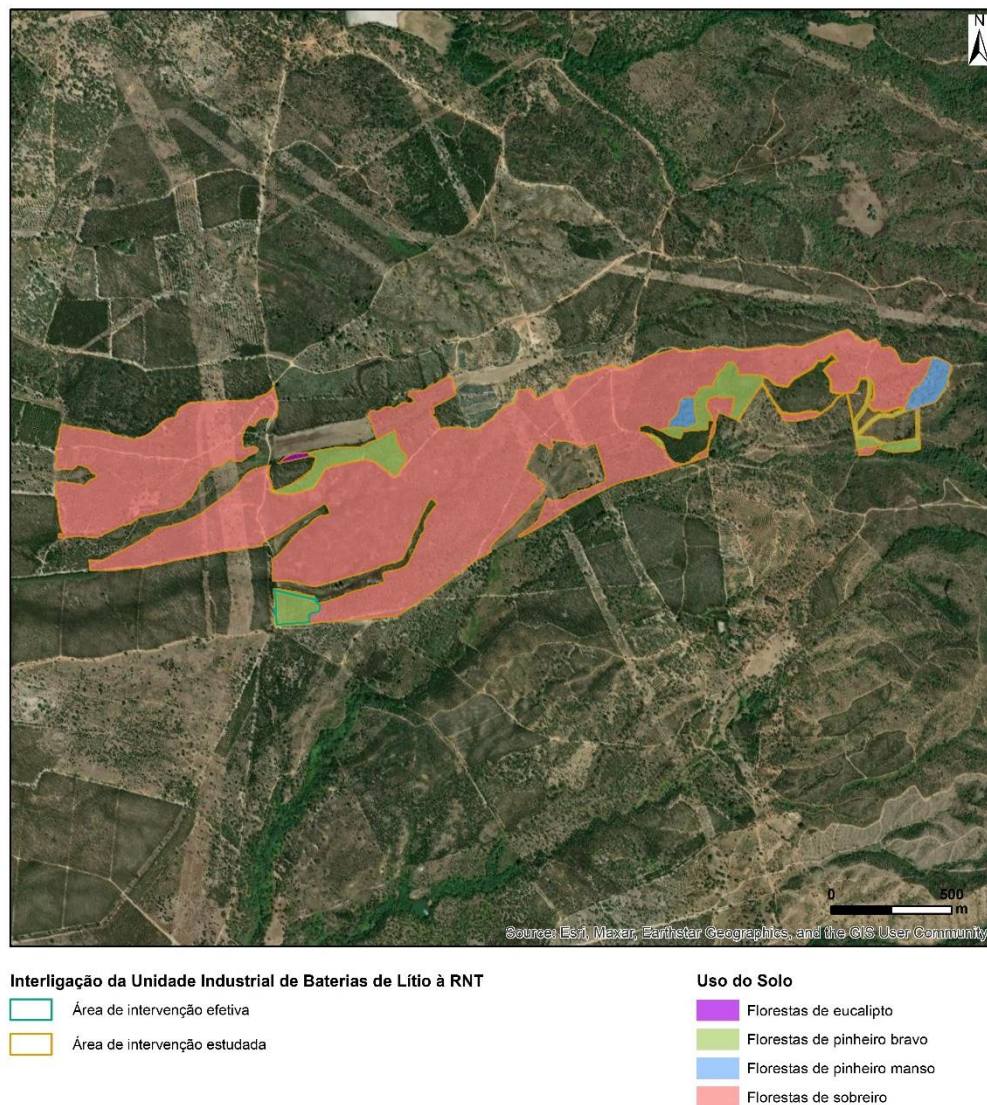 N
0 500
m
Source: Esri, Maxar, Earthstar Geographics, and the GIS User Community
Interligação da Unidade Industrial de Baterias de Lítio à RNT
Área de intervenção efetiva
Área de intervenção estudada
Uso do Solo
Florestas de eucalipto
Florestas de pinheiro bravo
Florestas de pinheiro manso
Florestas de sobreiro